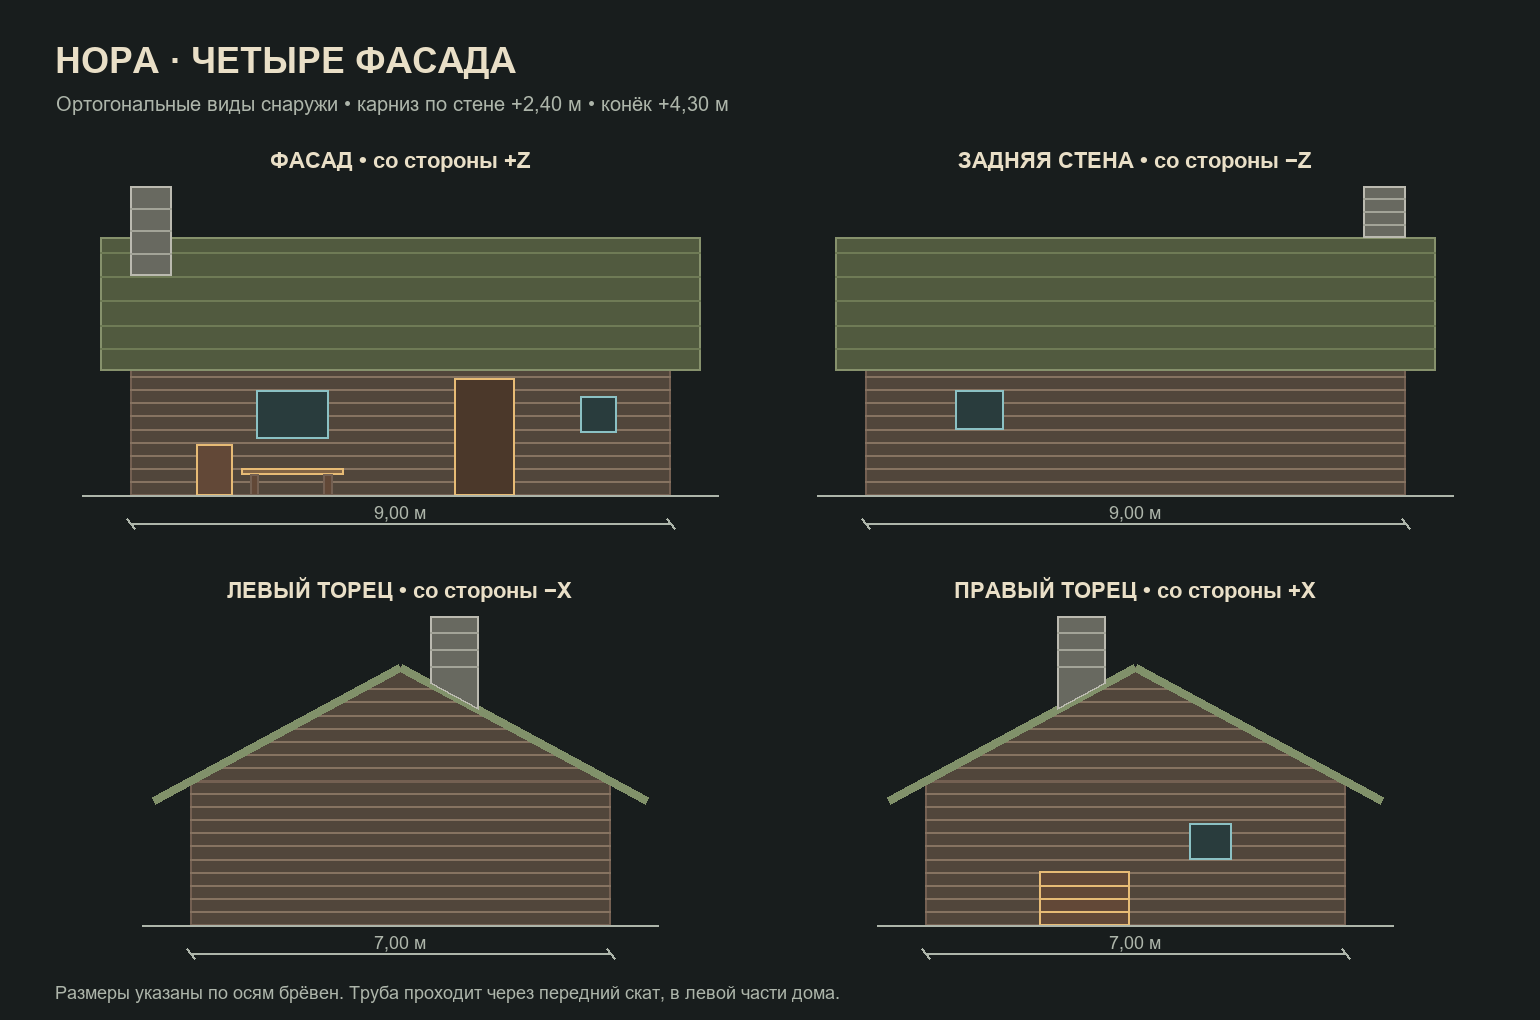 НОРА · ЧЕТЫРЕ ФАСАДА
Ортогональные виды снаружи • карниз по стене +2,40 м • конёк +4,30 м
ФАСАД • со стороны +Z
ЗАДНЯЯ СТЕНА • со стороны −Z
9,00 м
9,00 м
ЛЕВЫЙ ТОРЕЦ • со стороны −X
ПРАВЫЙ ТОРЕЦ • со стороны +X
7,00 м
7,00 м
Размеры указаны по осям брёвен. Труба проходит через передний скат, в левой части дома.